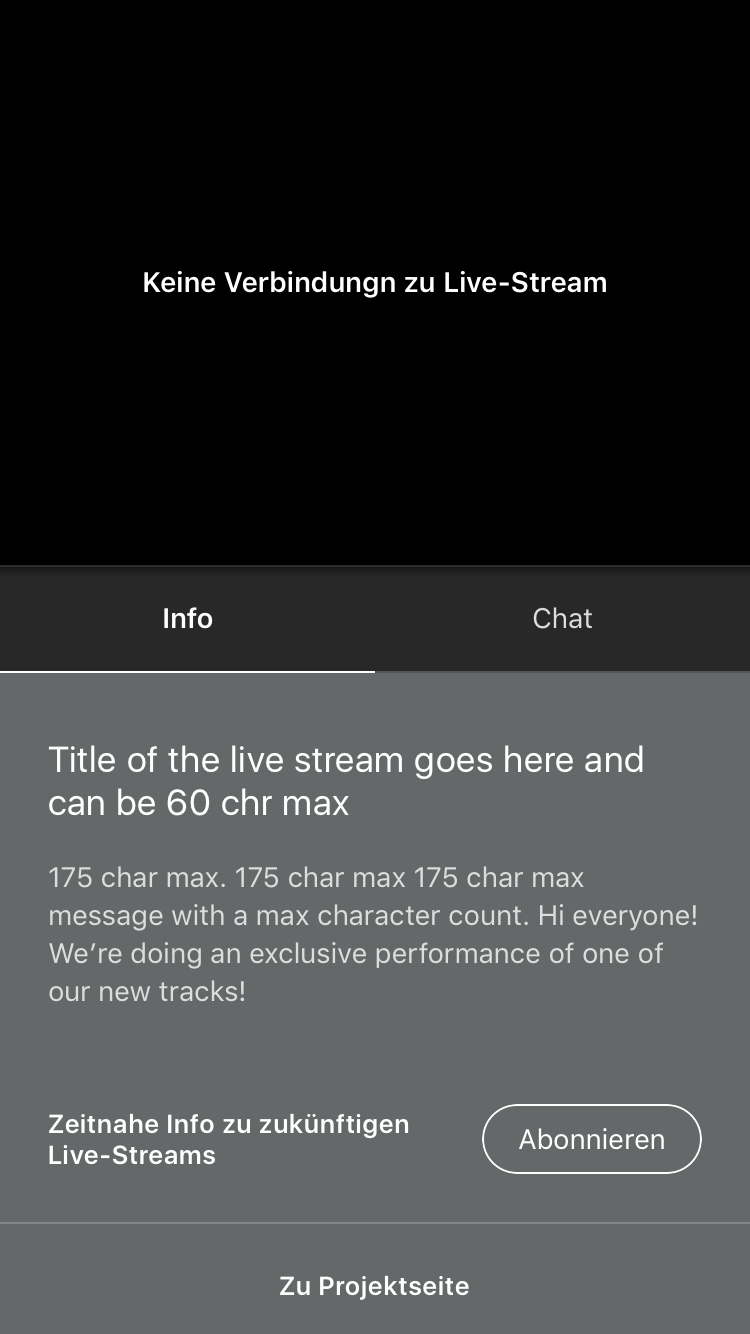 Keine Verbindungn zu Live-Stream
Info
Chat
Title of the live stream goes here and
can be 60 chr max
175 char max. 175 char max 175 char max
message with a max character count. Hi everyone!
We’re doing an exclusive performance of one of
our new tracks!
Zeitnahe Info zu zukünftigen
Live-Streams
Abonnieren
Zu Projektseite